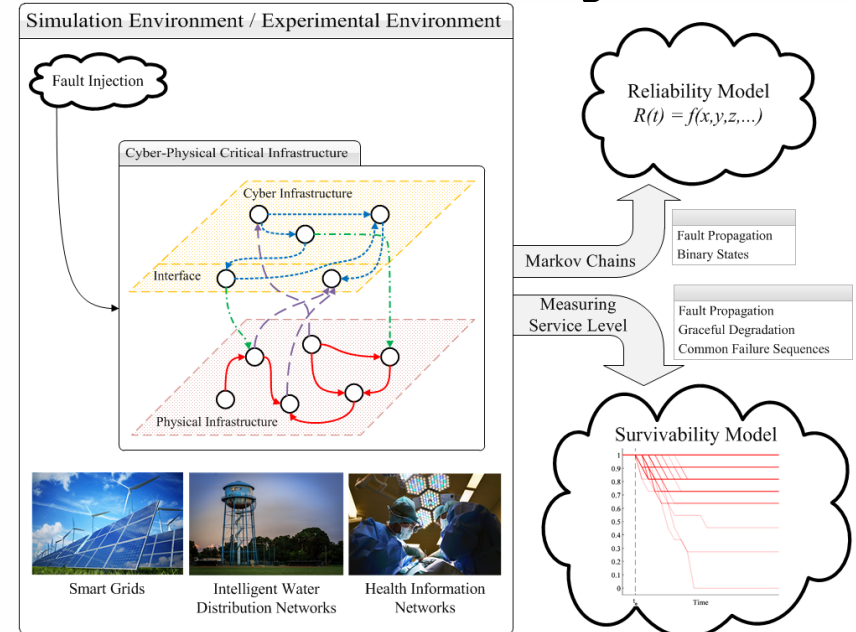 Simulation Environment / Experimental Environment
Fault Injection
Cyber-Physical Critical Infrastructure
Cyber Infrastructure
Interface
Physical Infrastructure
Smart Grids
Intelligent Water
Distribution Networks
Health Information
Networks
Reliability Model
R(t) = f(x,y,z,...)
Markov Chains
Fault Propagation
Binary States
Measuring
Service Level
Fault Propagation
Graceful Degradation
Common Failure Sequences
Survivability Model
1
0.9
0.8
0.7
0.6
0.5
0.4
0.3
0.2
0.1
0
Time